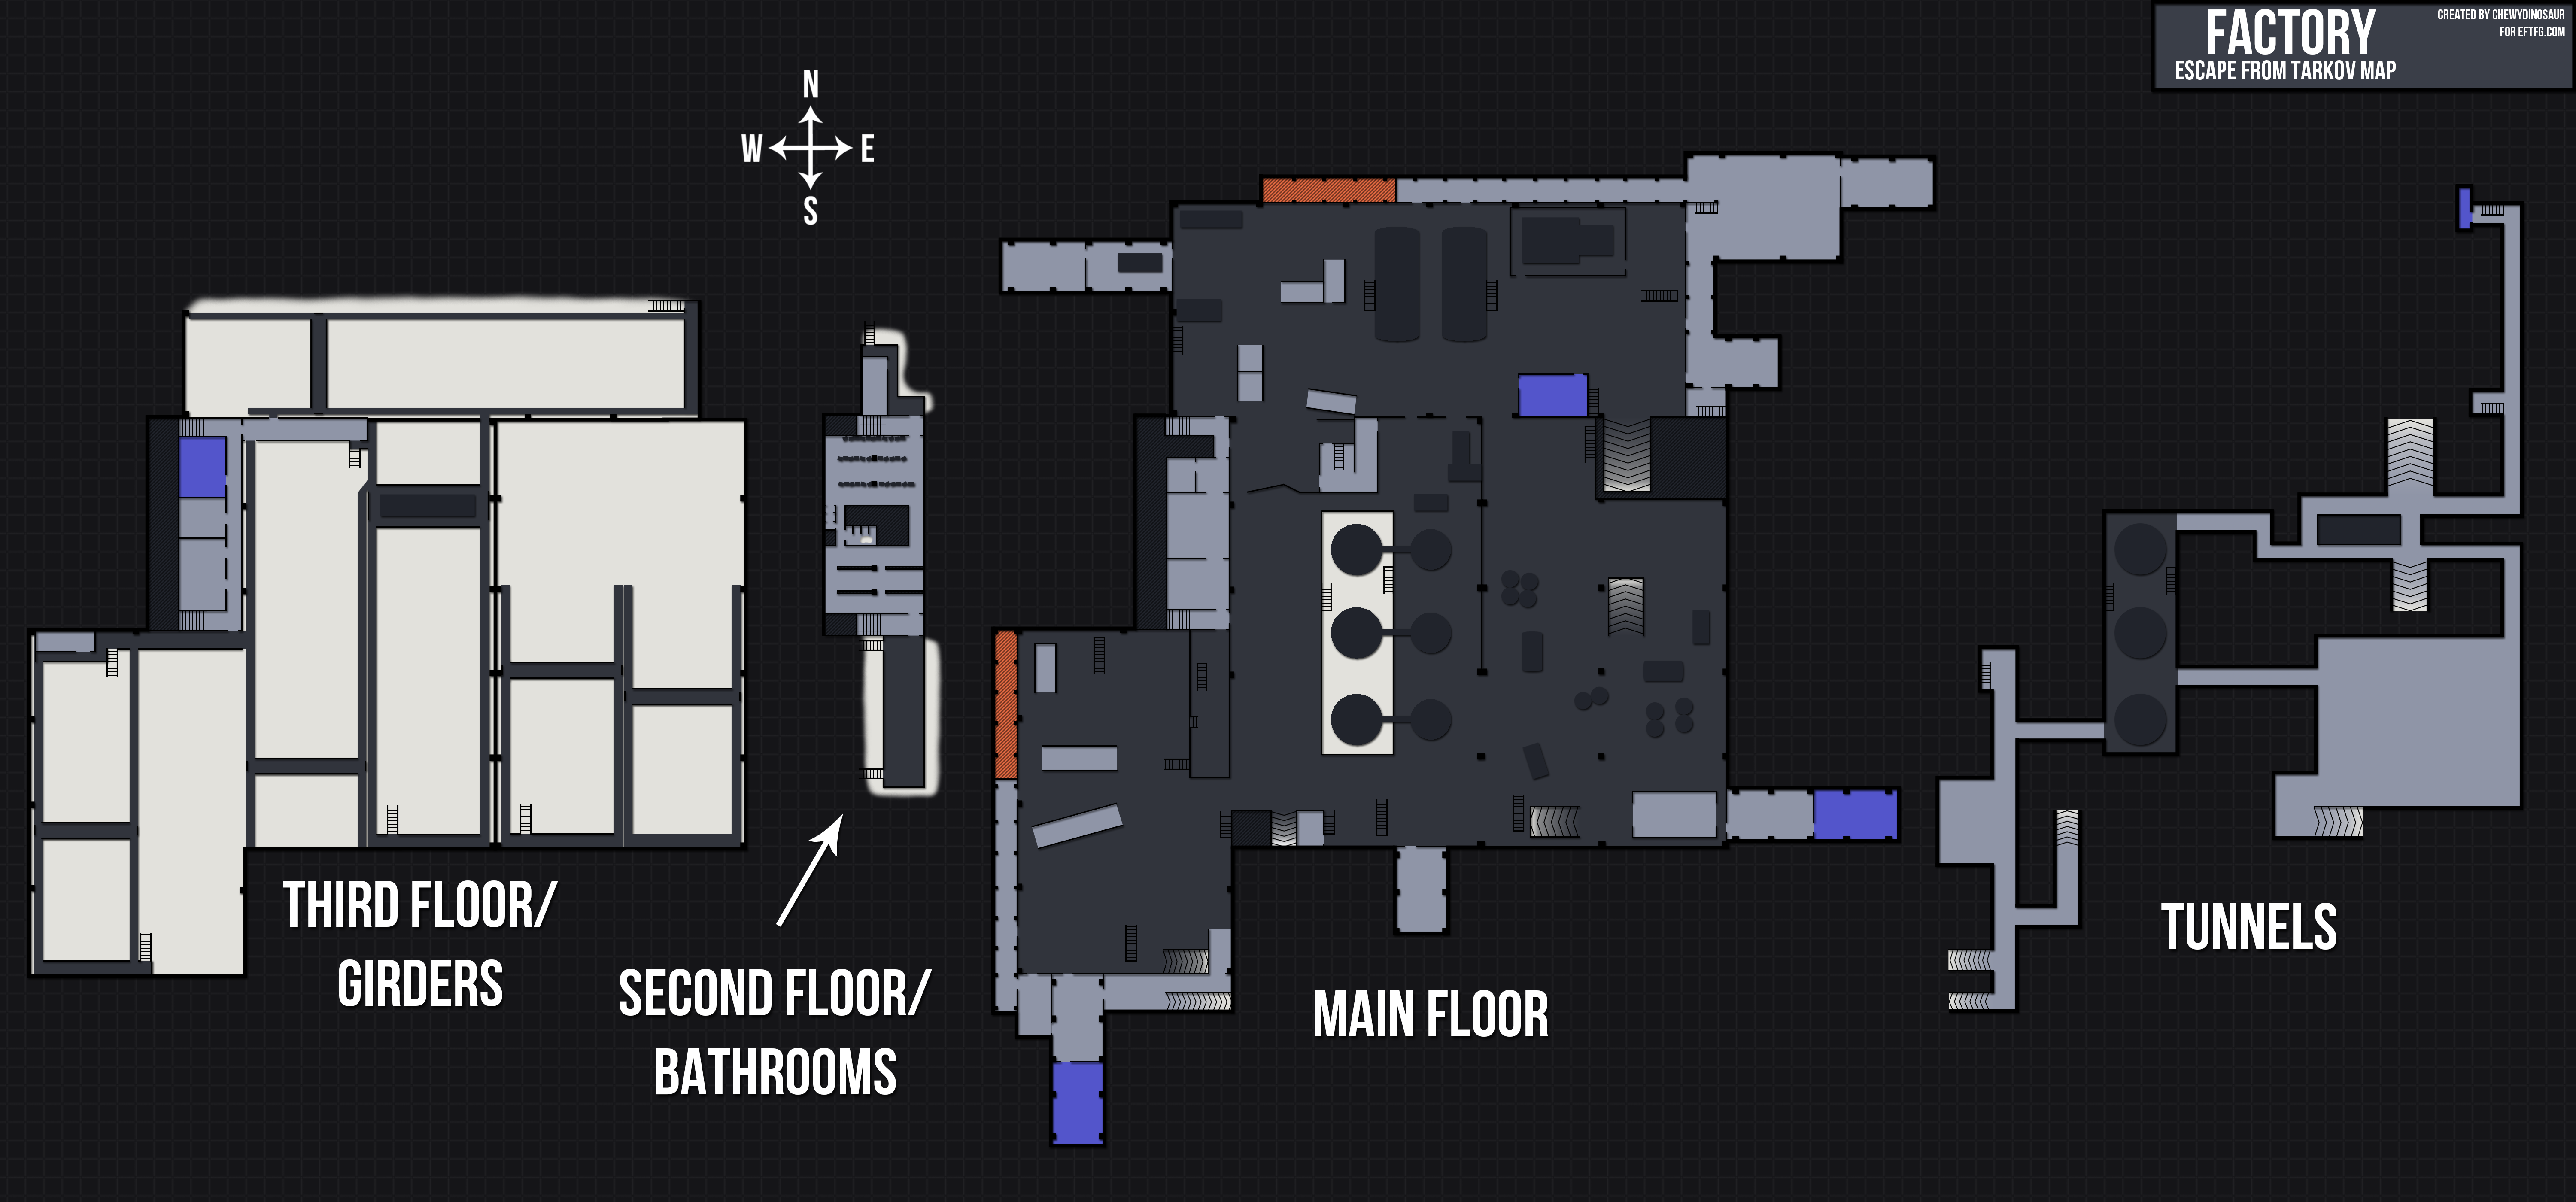 FACTORY
ESCAPE FROM TARKOV MAP
CREATED BY CHEWYDINOSAUR
FOR EFTFG.COM
N
W E
S
THIRD FLOOR/
GIRDERS
SECOND FLOOR/
BATHROOMS
MAIN FLOOR
TUNNELS